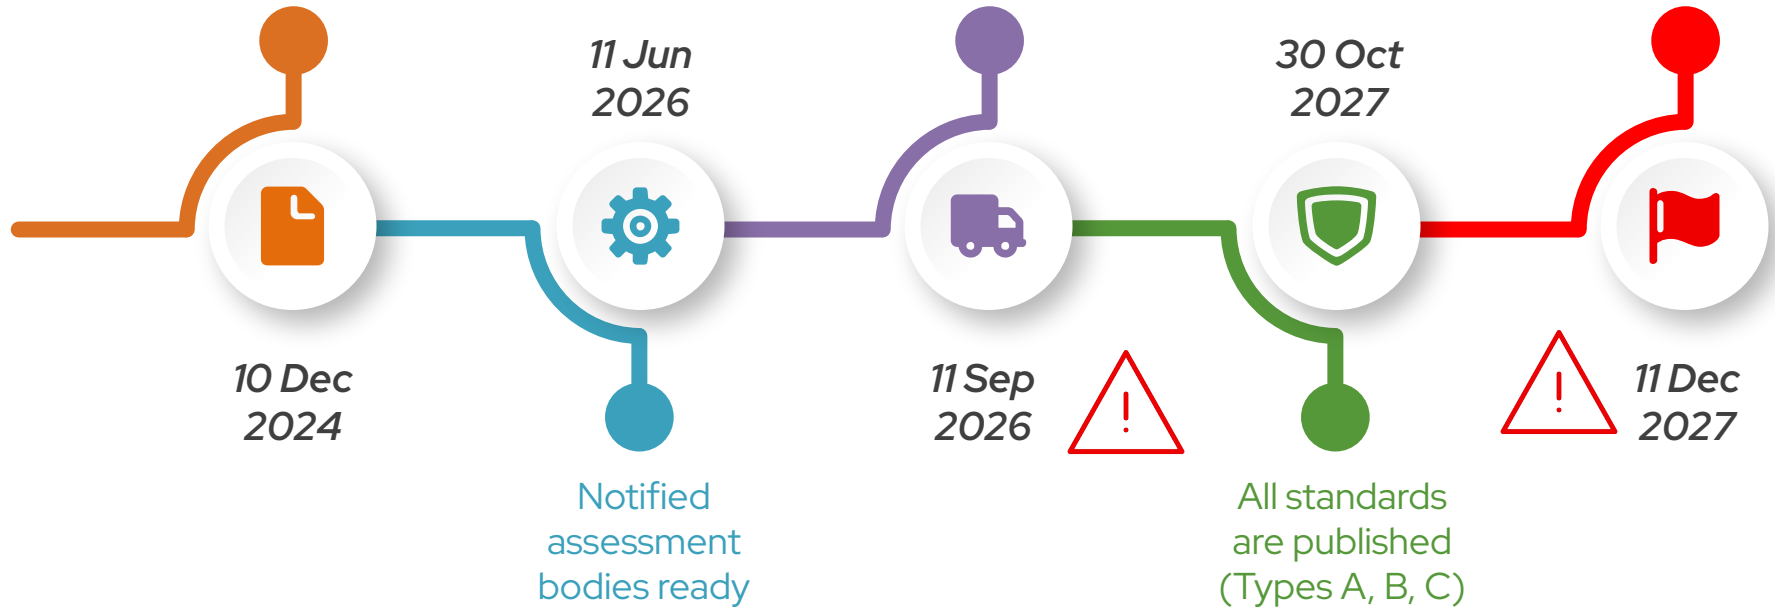 11 Jun
2026
30 Oct
2027
10 Dec
2024
11 Sep
2026
!
!
11 Dec
2027
Notified
assessment
bodies ready
All standards
are published
(Types A, B, C)